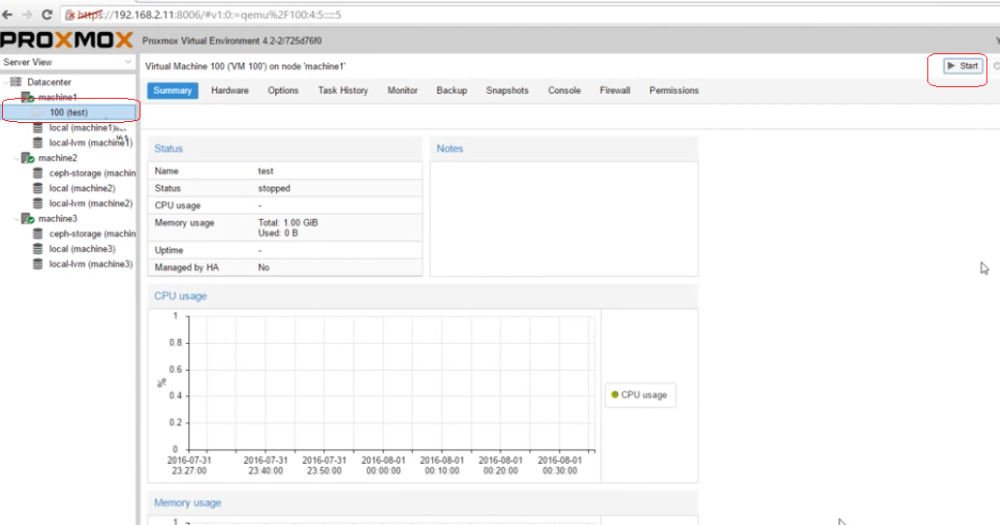 https://192.168.2.11:8006/#v1:0:=qemu%2F100:4:5:::::5
PROXMOX Proxmox Virtual Environment 4.2-2/725d76f0
Server View
Virtual Machine 100 ('VM 100') on node 'machine1'
Start
Summary Hardware Options Task History Monitor Backup Snapshots Console Firewall Permissions
Datacenter
machine1
100 (test)
local (machine1)
local-lvm (machine1)
machine2
ceph-storage (machin
local (machine2)
local-lvm (machine2)
machine3
ceph-storage (machin
local (machine3)
local-lvm (machine3)
Status
Name test
Status stopped
CPU usage -
Memory usage Total: 1.00 GiB
Used: 0 B
Uptime -
Managed by HA No
Notes
CPU usage
1
0.8
0.6
0.4
0.2
0
%
2016-07-31 2016-07-31 2016-07-31 2016-08-01 2016-08-01 2016-08-01 2016-08-01
23:27:00 23:40:00 23:50:00 00:00:00 00:10:00 00:20:00 00:30:00
CPU usage
Memory usage
1